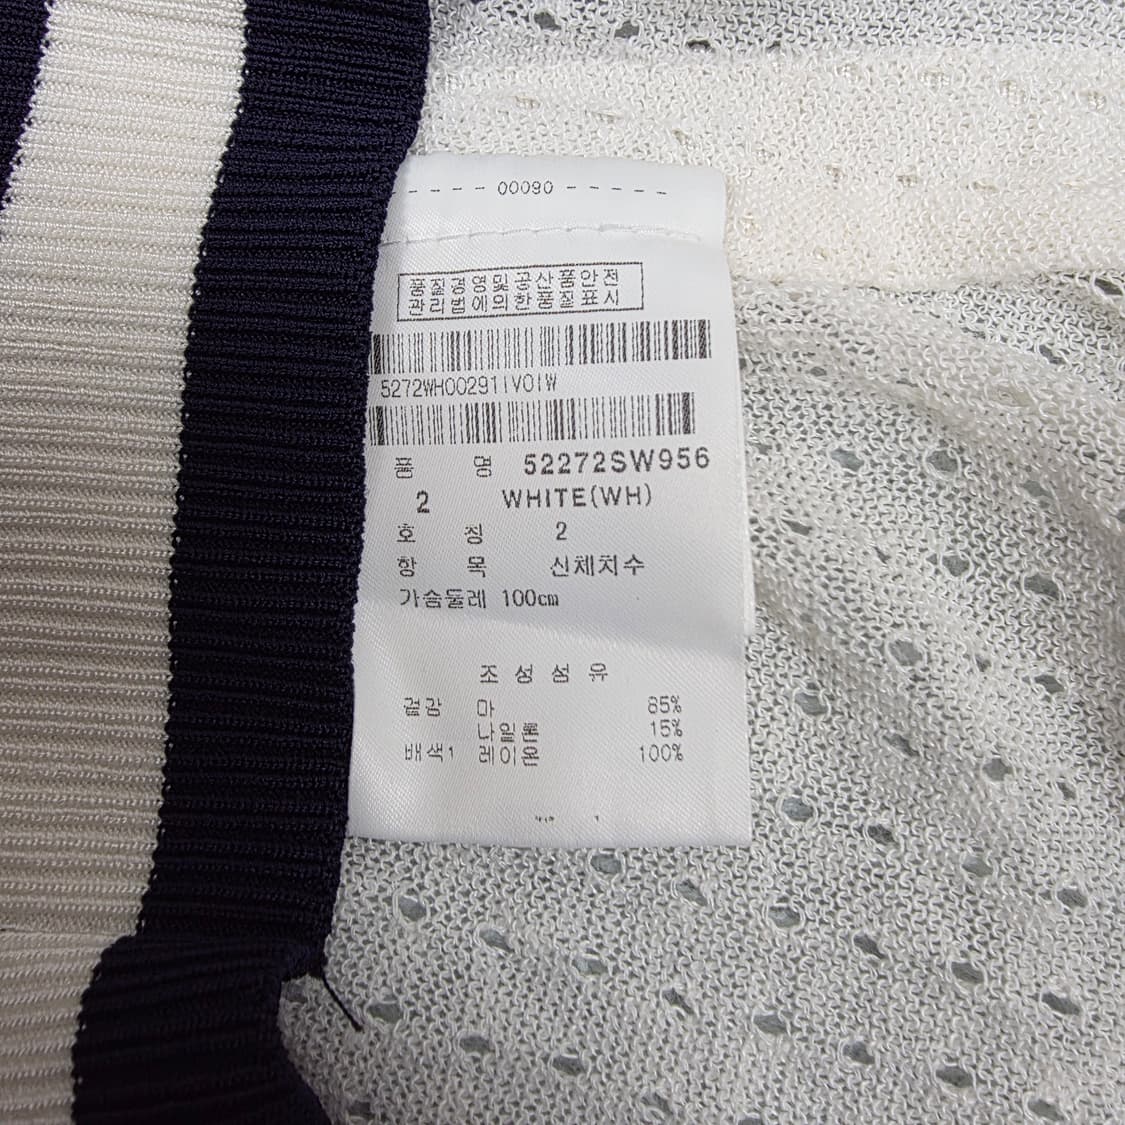 - - - - 00090 - - - - -
품질경영및공산품안전
관리법에의한품질표시
5272WH00291IVOIW
품 명 52272SW956
2 WHITE(WH)
호 칭 2
항 목 신체치수
가슴둘레 100cm
조 성 섬 유
겉감 마 85%
나일론 15%
배색1 레이온 100%